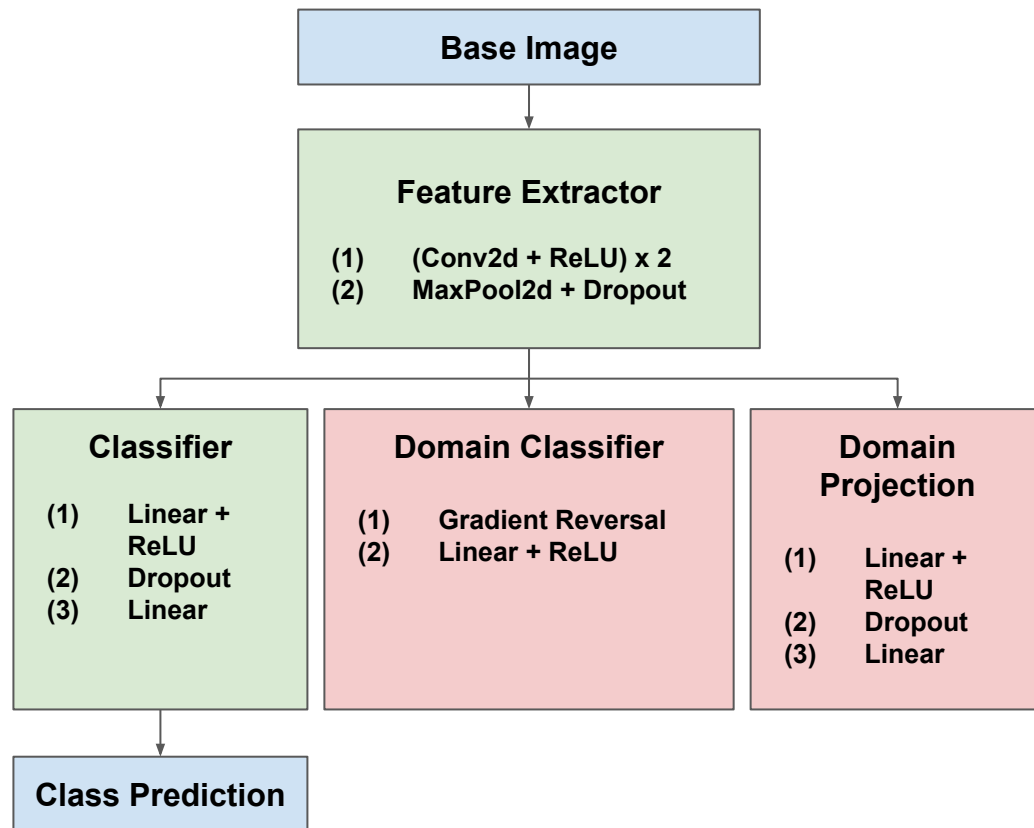 Base Image
Feature Extractor
(1) (Conv2d + ReLU) x 2
(2) MaxPool2d + Dropout
Classifier
(1) Linear +
ReLU
(2) Dropout
(3) Linear
Domain Classifier
(1) Gradient Reversal
(2) Linear + ReLU
Domain
Projection
(1) Linear +
ReLU
(2) Dropout
(3) Linear
Class Prediction